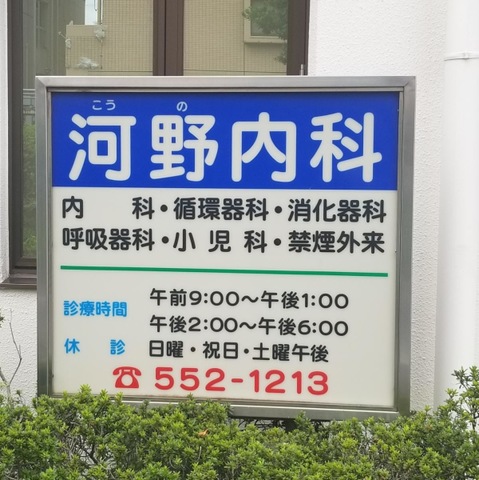 こう の
河野内科
内 科・循環器科・消化器科
呼吸器科・小児科・禁煙外来
診療時間 午前9:00～午後1:00
午後2:00～午後6:00
休 診 日曜・祝日・土曜午後
☎552-1213